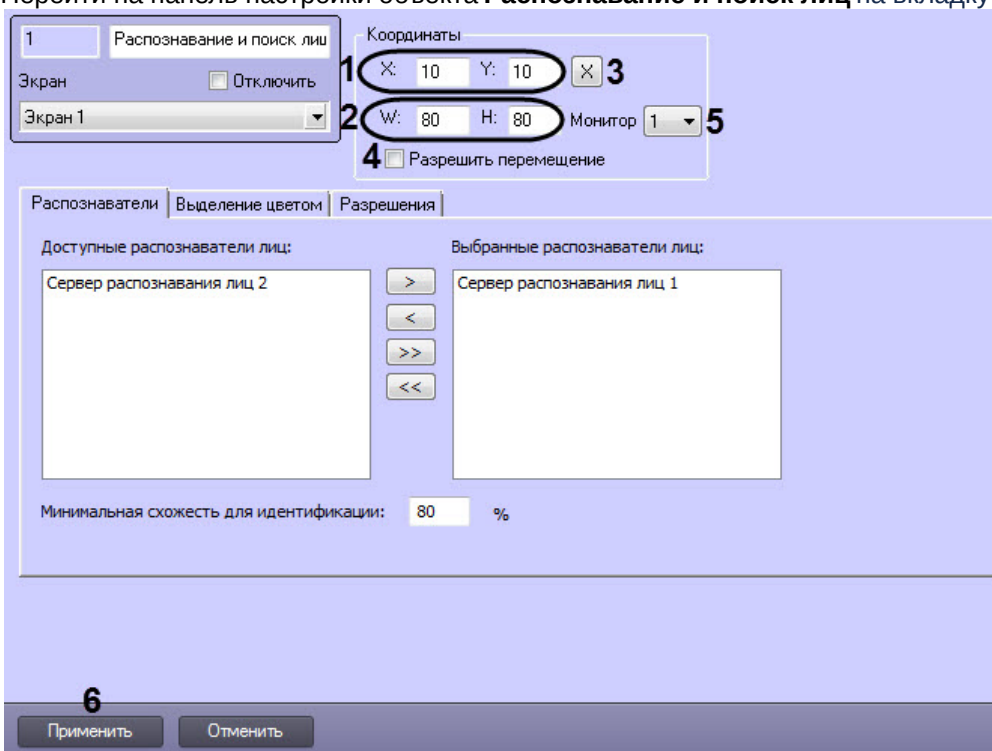 Перейти на панель настройки объекта Распознавание и поиск лиц на вкладку
1 Распознавание и поиск лиц
Экран Отключить
Экран 1
Координаты
1 X: 10 Y: 10 X 3
2 W: 80 H: 80 Монитор 1 5
4 Разрешить перемещение
Распознаватели Выделение цветом Разрешения
Доступные распознаватели лиц: Выбранные распознаватели лиц:
Сервер распознавания лиц 2 > Сервер распознавания лиц 1
<
>>
<<
Минимальная схожесть для идентификации: 80 %
6
Применить Отменить